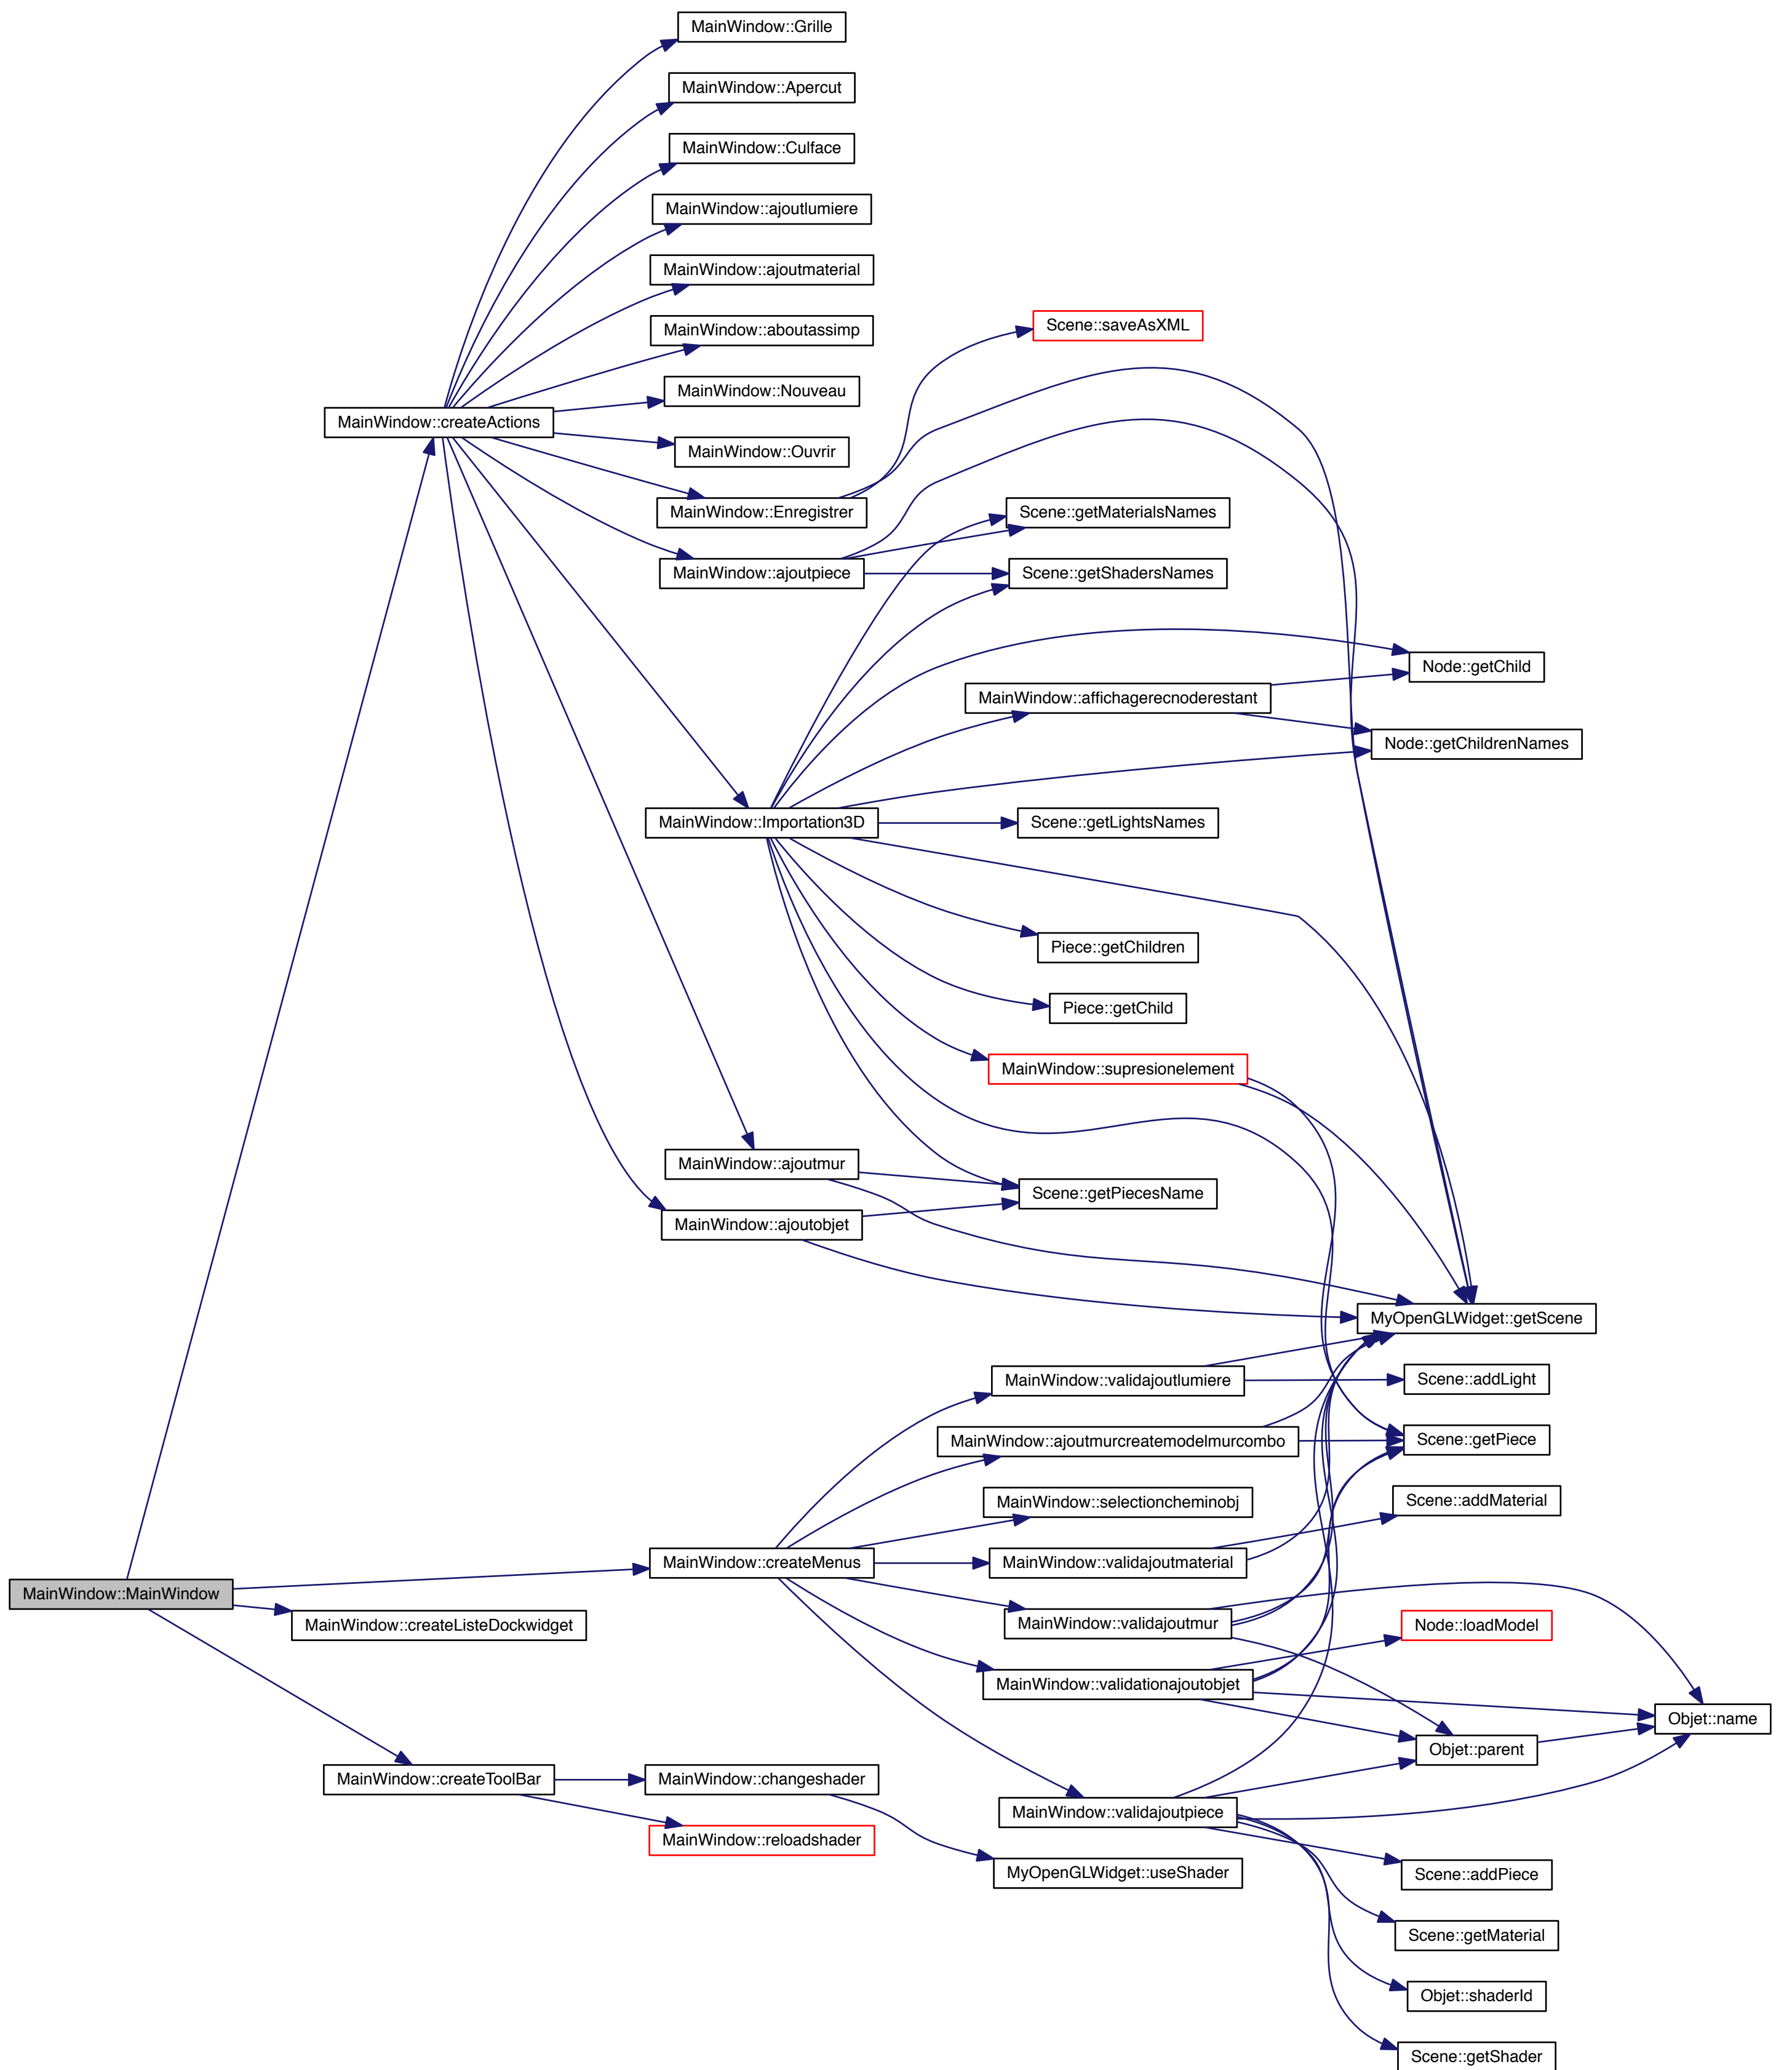 MainWindow::Grille
MainWindow::Apercut
MainWindow::Culface
MainWindow::ajoutlumiere
MainWindow::ajoutmaterial
MainWindow::aboutassimp
Scene::saveAsXML
MainWindow::Nouveau
MainWindow::createActions
MainWindow::Ouvrir
MainWindow::Enregistrer
Scene::getMaterialsNames
MainWindow::ajoutpiece
Scene::getShadersNames
Node::getChild
MainWindow::affichagerecnoderestant
Node::getChildrenNames
MainWindow::Importation3D
Scene::getLightsNames
Piece::getChildren
Piece::getChild
MainWindow::supresionelement
MainWindow::ajoutmur
Scene::getPiecesName
MainWindow::ajoutobjet
MyOpenGLWidget::getScene
MainWindow::validajoutlumiere
Scene::addLight
MainWindow::ajoutmurcreatemodelmurcombo
Scene::getPiece
MainWindow::selectioncheminobj
Scene::addMaterial
MainWindow::createMenus
MainWindow::validajoutmaterial
MainWindow::MainWindow
MainWindow::createListeDockwidget
MainWindow::validajoutmur
Node::loadModel
MainWindow::validationajoutobjet
Objet::name
Objet::parent
MainWindow::createToolBar
MainWindow::changeshader
MainWindow::validajoutpiece
MainWindow::reloadshader
MyOpenGLWidget::useShader
Scene::addPiece
Scene::getMaterial
Objet::shaderId
Scene::getShader